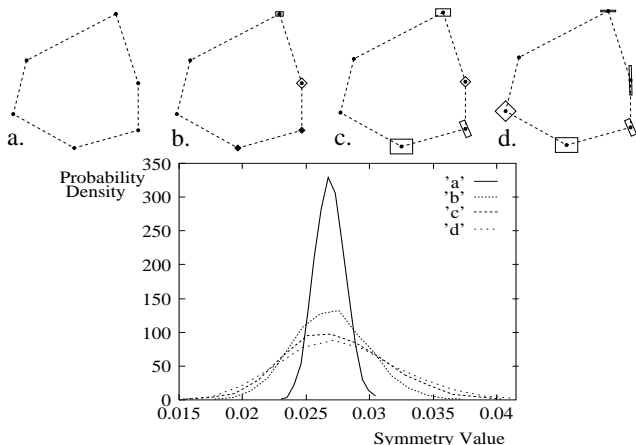 a.
b.
c.
d.
Probability
Density
350
300
250
200
150
100
50
0
'a'
'b'
'c'
'd'
0.015
0.02
0.025
0.03
0.035
0.04
Symmetry Value